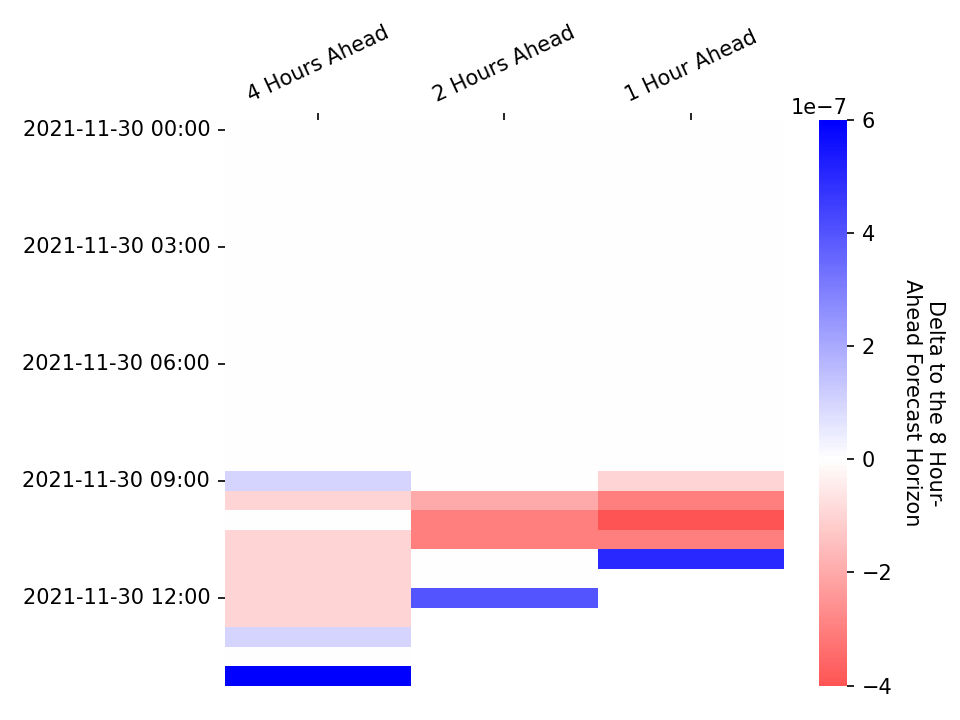 4 Hours Ahead
2 Hours Ahead
1 Hour Ahead
1e−7
2021-11-30 00:00
2021-11-30 03:00
2021-11-30 06:00
2021-11-30 09:00
2021-11-30 12:00
6
4
2
0
−2
−4
Delta to the 8 Hour-
Ahead Forecast Horizon